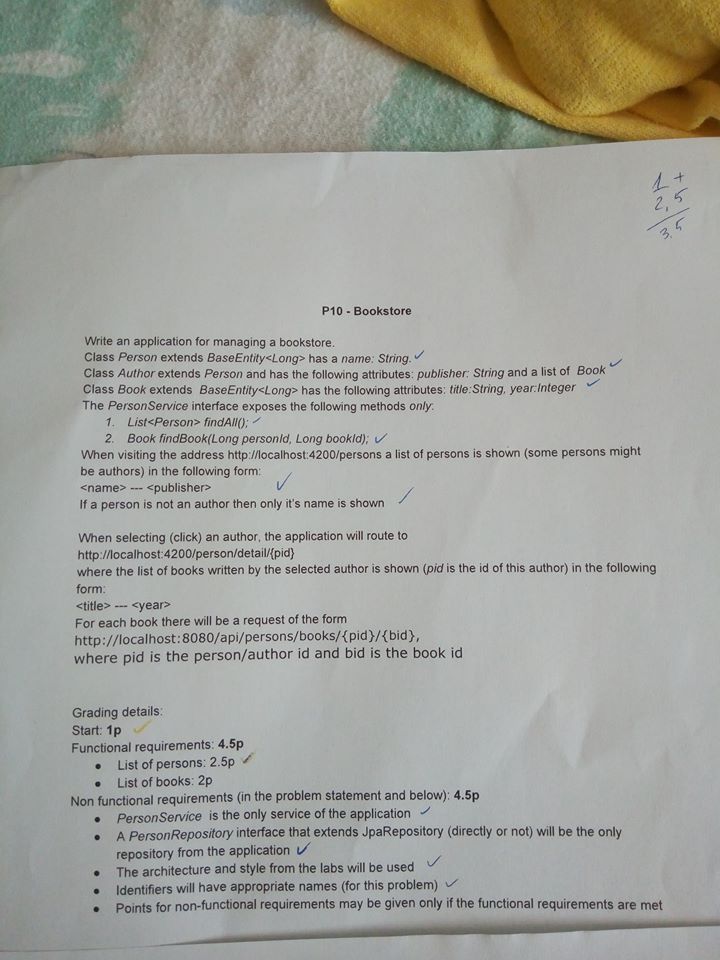 1 +
2,5
3.5
P10 - Bookstore
Write an application for managing a bookstore.
Class Person extends BaseEntity<Long> has a name: String.
Class Author extends Person and has the following attributes: publisher: String and a list of Book
Class Book extends BaseEntity<Long> has the following attributes: title:String, year:Integer
The PersonService interface exposes the following methods only:
1. List<Person> findAll();
2. Book findBook(Long personId, Long bookId);
When visiting the address http://localhost:4200/persons a list of persons is shown (some persons might
be authors) in the following form:
<name> --- <publisher>
If a person is not an author then only it's name is shown
When selecting (click) an author, the application will route to
http://localhost:4200/person/detail/{pid}
where the list of books written by the selected author is shown (pid is the id of this author) in the following
form:
<title> --- <year>
For each book there will be a request of the form
http://localhost:8080/api/persons/books/{pid}/{bid},
where pid is the person/author id and bid is the book id
Grading details:
Start: 1p
Functional requirements: 4.5p
• List of persons: 2.5p
• List of books: 2p
Non functional requirements (in the problem statement and below): 4.5p
• PersonService is the only service of the application
• A PersonRepository interface that extends JpaRepository (directly or not) will be the only
repository from the application
• The architecture and style from the labs will be used
• Identifiers will have appropriate names (for this problem)
• Points for non-functional requirements may be given only if the functional requirements are met